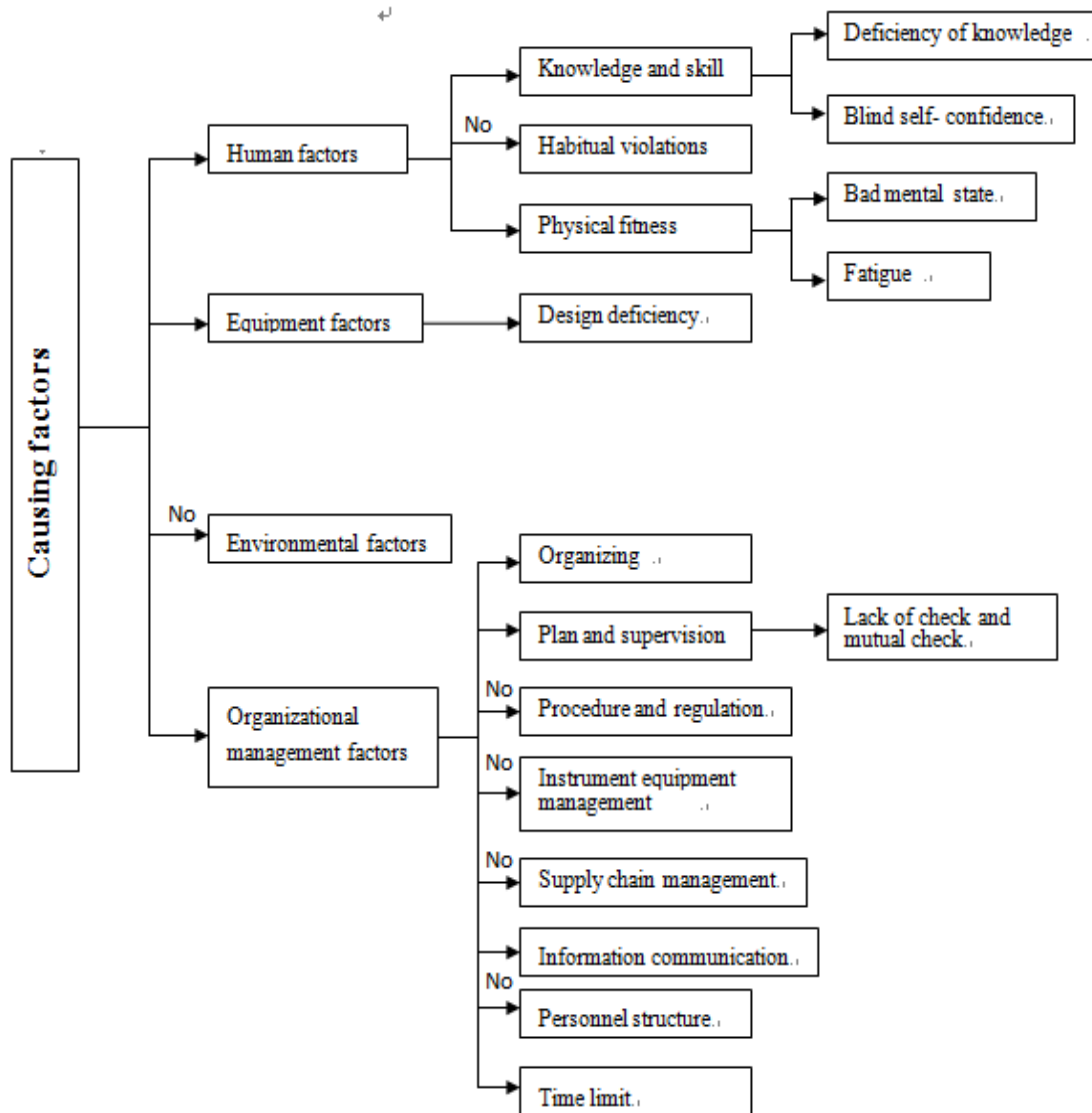 Causing factors
Human factors
No
Knowledge and skill
Habitual violations
Physical fitness
Deficiency of knowledge
Blind self- confidence.
Bad mental state.
Fatigue
Equipment factors
Design deficiency.
No
Environmental factors
Organizational
management factors
Organizing
Plan and supervision
Lack of check and
mutual check.
No
Procedure and regulation.
No
Instrument equipment
management
No
Supply chain management.
Information communication.
No
Personnel structure.
Time limit.